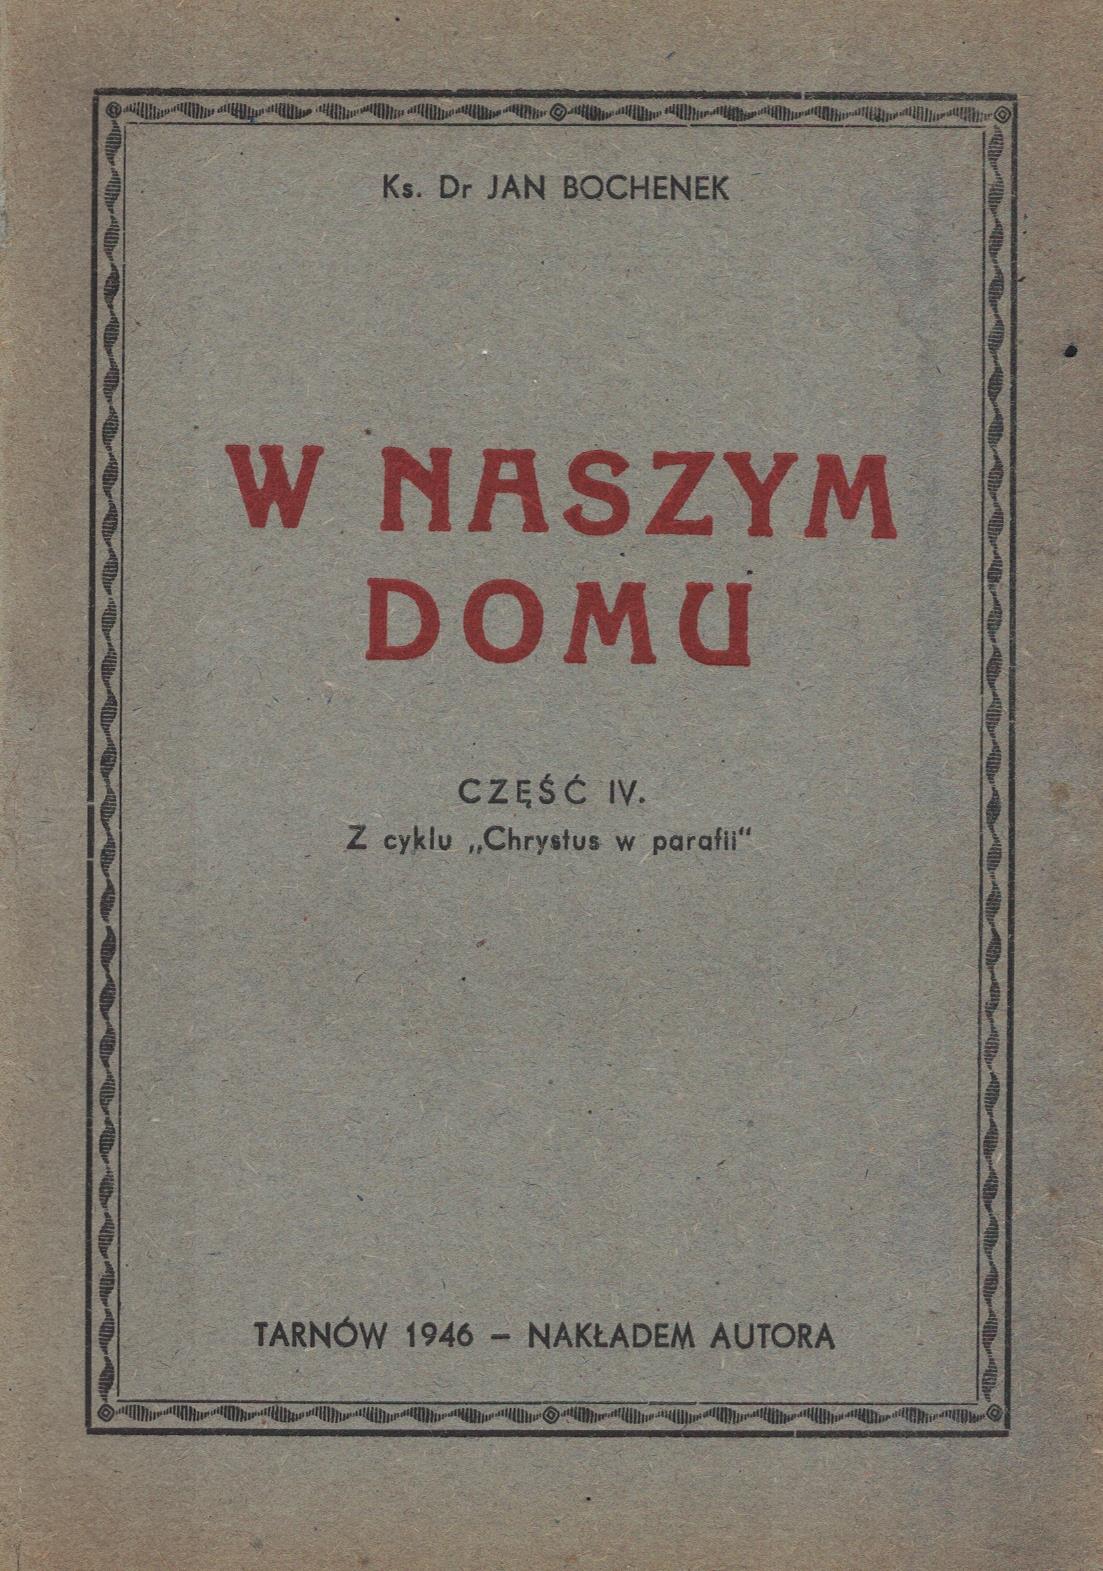 Ks. Dr JAN BOCHENEK
W NASZYM
DOMU
CZĘŚĆ IV.
Z cyklu „Chrystus w parafii“
TARNÓW 1946 – NAKŁADEM AUTORA